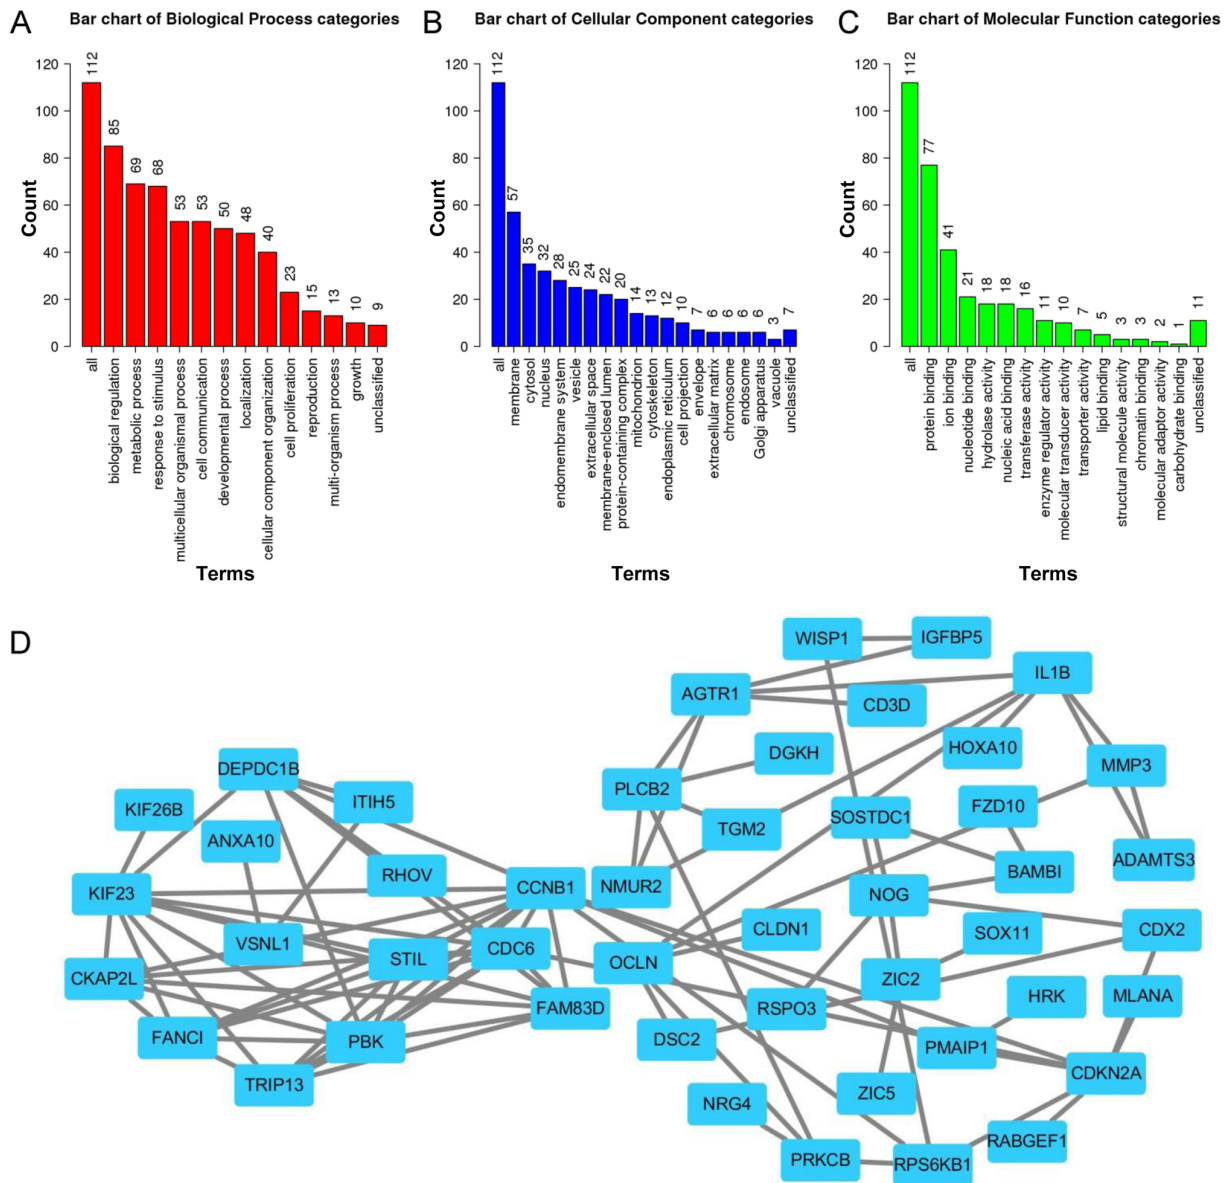 A
Bar chart of Biological Process categories
120
100
80
60
40
20
0
Count
112
85
69
68
53
53
50
48
40
23
15
13
10
9
all
biological regulation
metabolic process
response to stimulus
multicellular organismal process
cell communication
developmental process
localization
cellular component organization
cell proliferation
reproduction
multi-organism process
growth
unclassified
Terms
B
Bar chart of Cellular Component categories
120
100
80
60
40
20
0
Count
112
57
35
32
28
25
24
22
20
14
13
12
10
7
6
6
6
6
3
7
all
membrane
cytosol
nucleus
endomembrane system
vesicle
extracellular space
membrane-enclosed lumen
protein-containing complex
mitochondrion
cytoskeleton
endoplasmic reticulum
cell projection
envelope
extracellular matrix
chromosome
endosome
Golgi apparatus
vacuole
unclassified
Terms
C
Bar chart of Molecular Function categories
120
100
80
60
40
20
0
Count
112
77
41
21
18
18
16
11
10
7
5
3
3
2
1
11
all
protein binding
ion binding
nucleotide binding
hydrolase activity
nucleic acid binding
transferase activity
enzyme regulator activity
molecular transducer activity
transporter activity
lipid binding
structural molecule activity
chromatin binding
molecular adaptor activity
carbohydrate binding
unclassified
Terms
D
WISP1
IGFBP5
IL1B
AGTR1
CD3D
HOXA10
DGKH
MMP3
DEPDC1B
PLCB2
ITIH5
KIF26B
FZD10
SOSTDC1
TGM2
ANXA10
ADAMTS3
BAMBI
RHOV
CCNB1
NMUR2
KIF23
NOG
CLDN1
SOX11
CDX2
VSNL1
CDC6
STIL
OCLN
CKAP2L
ZIC2
HRK
MLANA
FAM83D
RSPO3
FANCI
PBK
DSC2
PMAIP1
CDKN2A
TRIP13
ZIC5
NRG4
RABGEF1
PRKCB
RPS6KB1